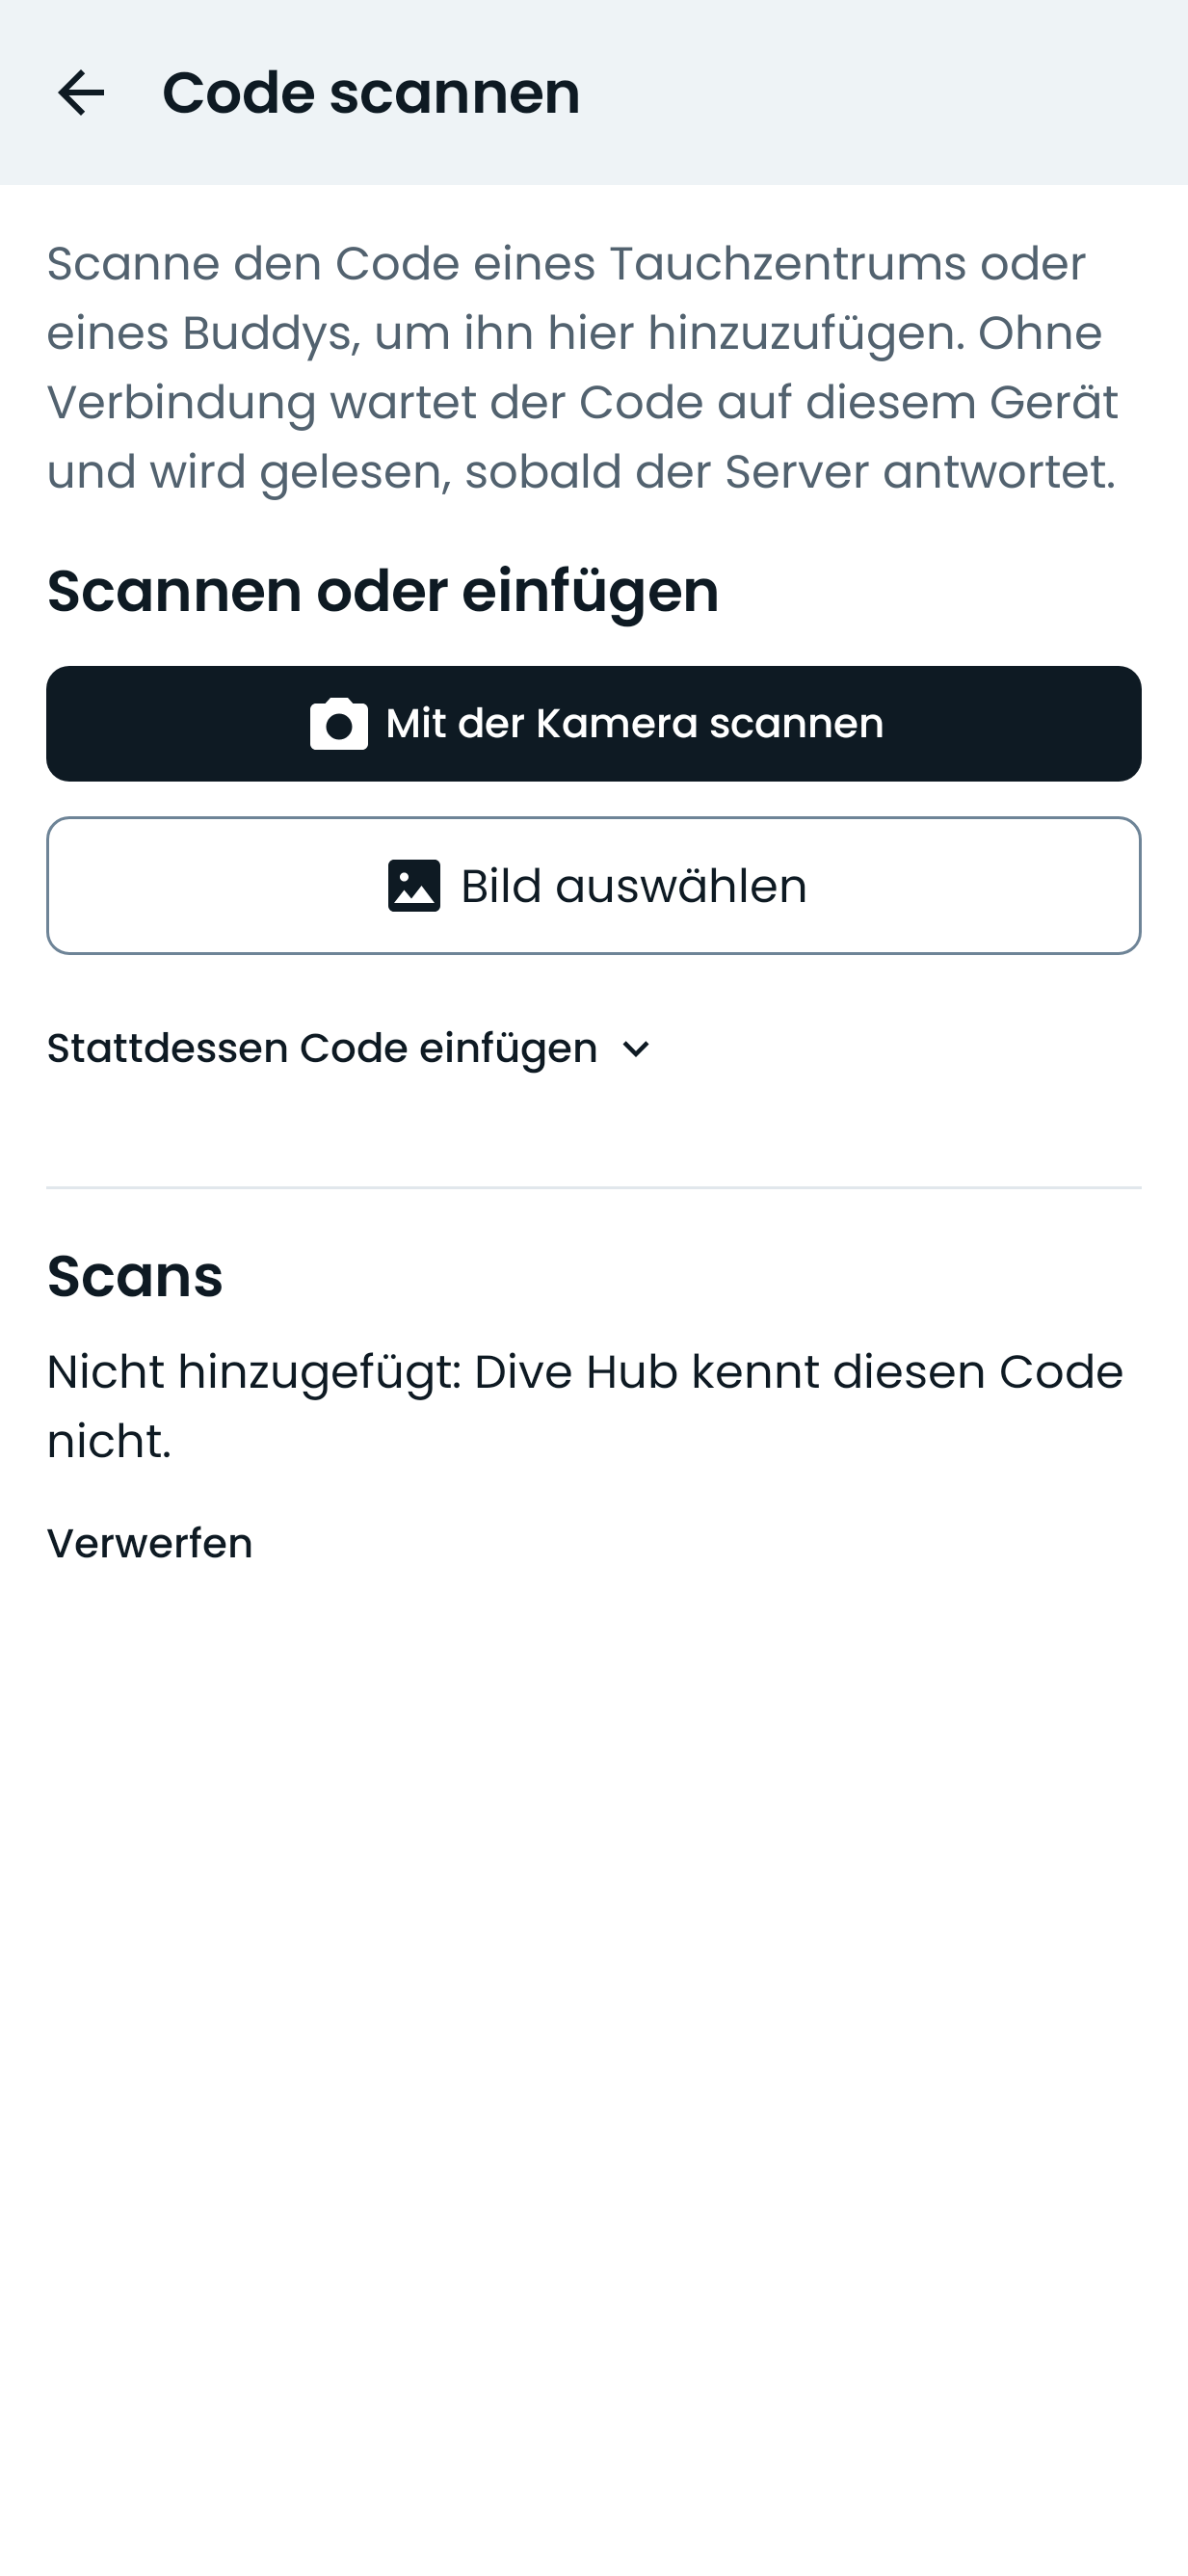 Code scannen
Scanne den Code eines Tauchzentrums oder
eines Buddys, um ihn hier hinzuzufügen. Ohne
Verbindung wartet der Code auf diesem Gerät
und wird gelesen, sobald der Server antwortet.
Scannen oder einfügen
Mit der Kamera scannen
Bild auswählen
Stattdessen Code einfügen
Scans
Nicht hinzugefügt: Dive Hub kennt diesen Code
nicht.
Verwerfen